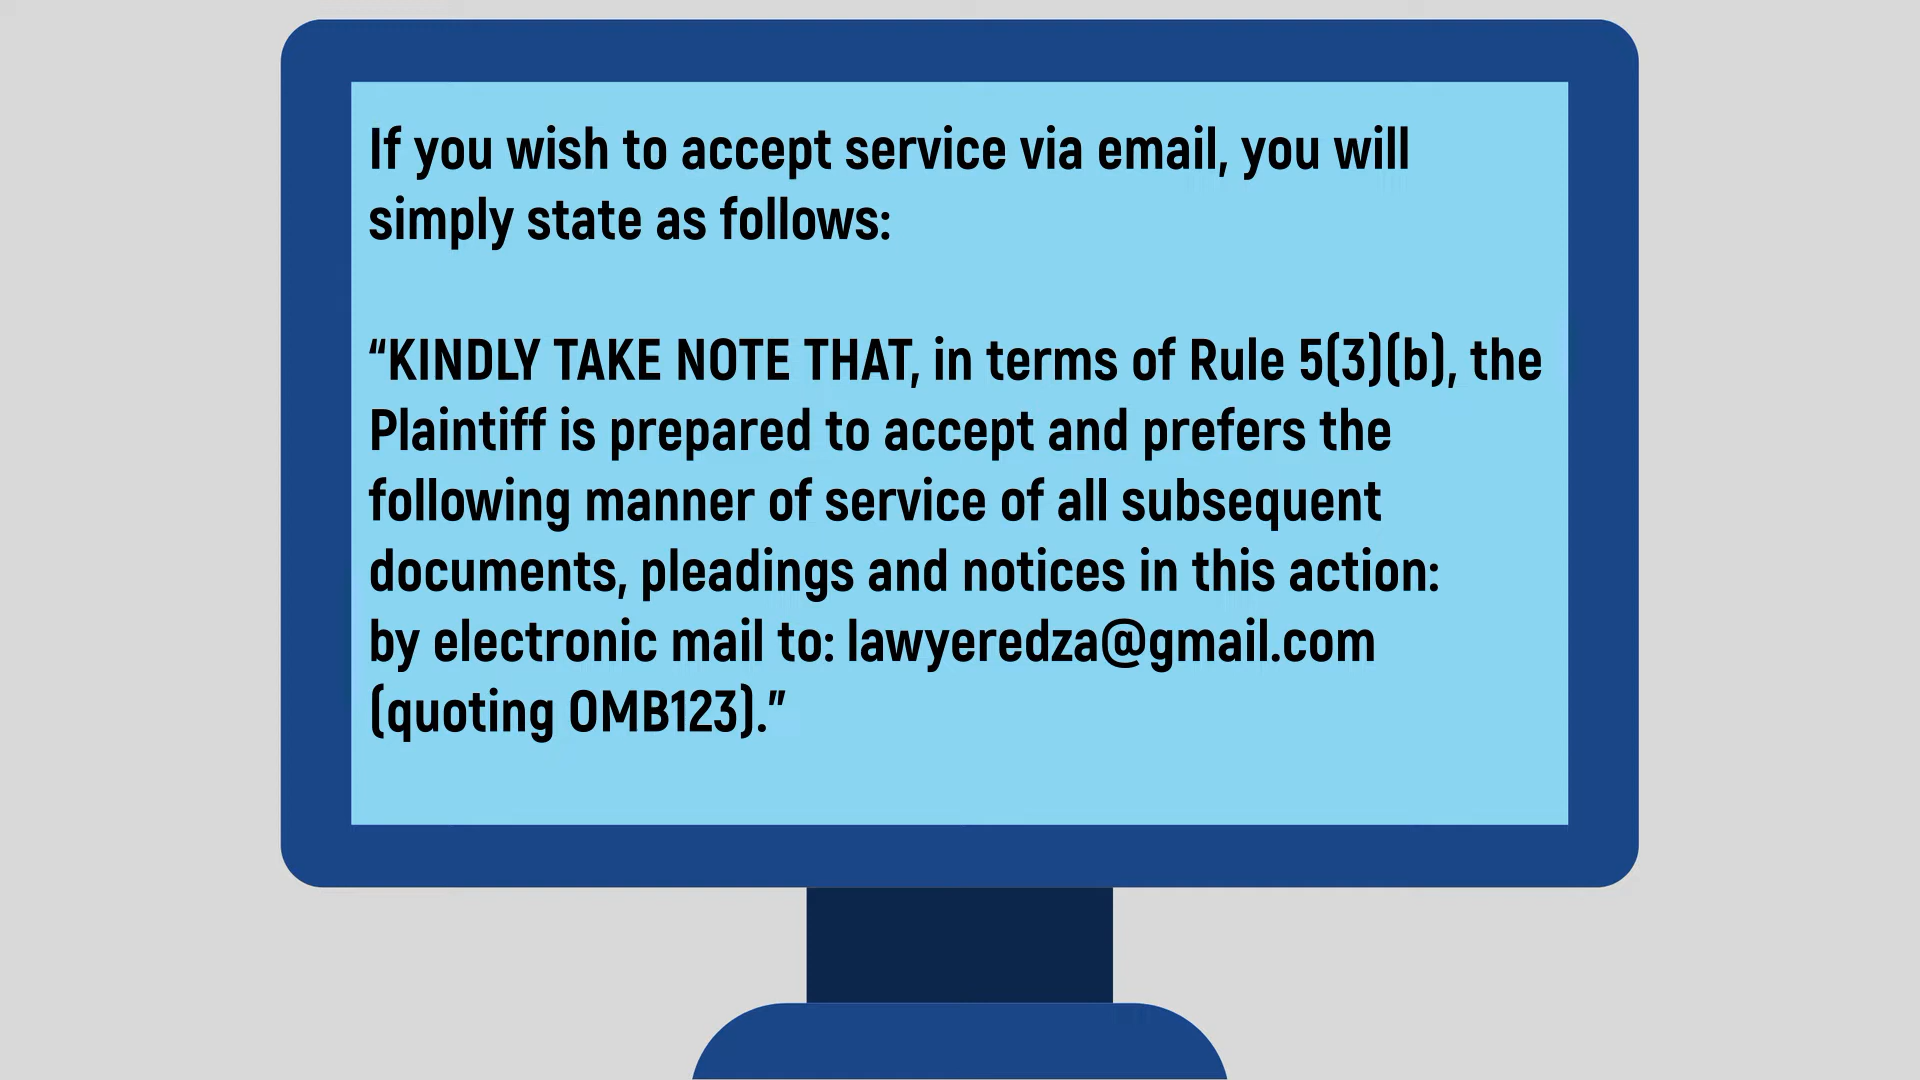 If you wish to accept service via email, you will
simply state as follows:
“KINDLY TAKE NOTE THAT, in terms of Rule 5(3)(b), the
Plaintiff is prepared to accept and prefers the
following manner of service of all subsequent
documents, pleadings and notices in this action:
by electronic mail to: lawyeredza@gmail.com
(quoting OMB123).”